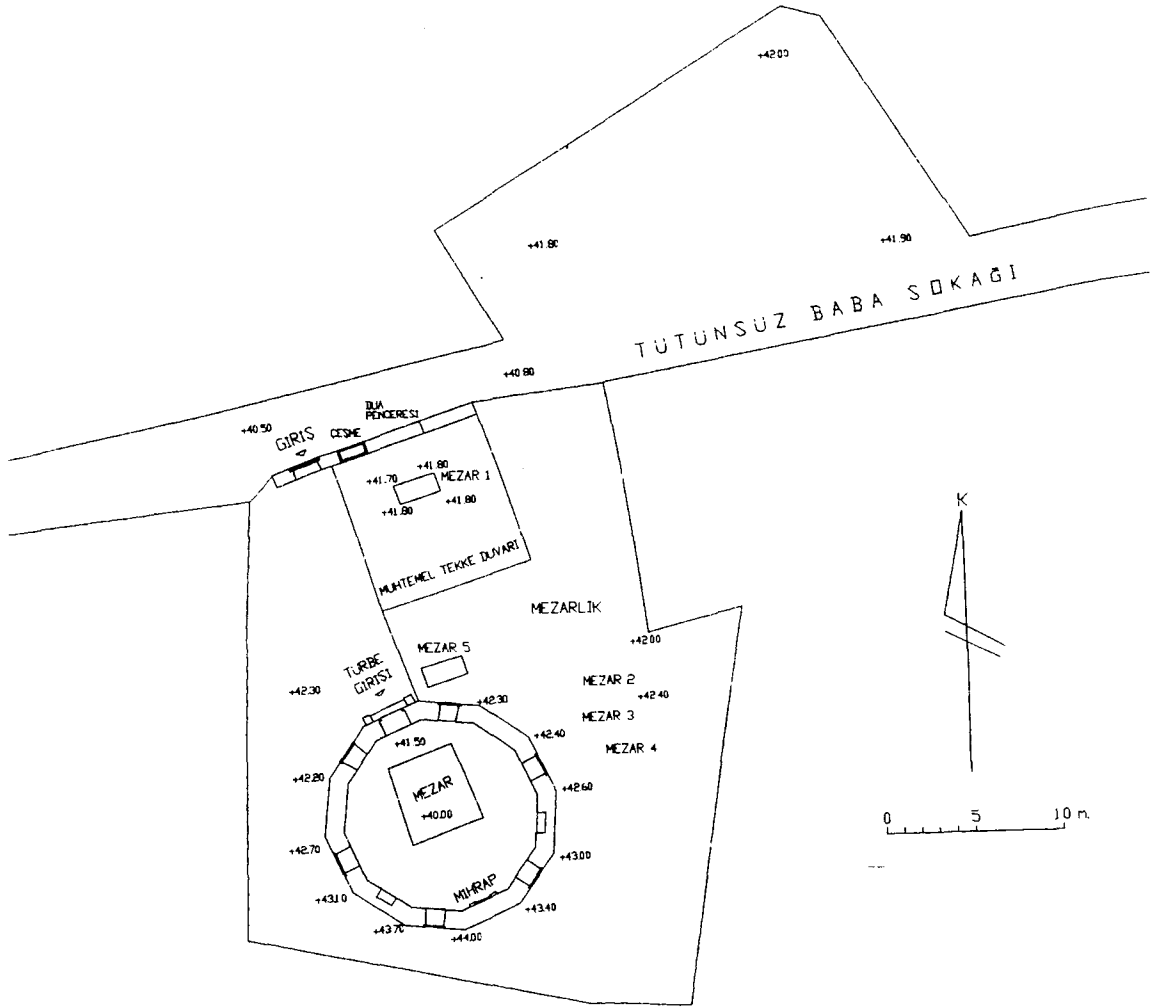 +42.00
+41.80
+41.90
TÜTÜNSÜZ BABA SOKAĞI
+40.80
DUA
PENCERESİ
+40.50
GİRİŞ
ÇEŞME
+41.80
+41.70
MEZAR 1
+41.80
+41.80
MUHTEMEL TEKKE DUVARI
K
MEZARLIK
+42.00
MEZAR 5
TÜRBE
GİRİŞİ
+42.30
MEZAR 2
+42.40
+42.30
MEZAR 3
+42.40
MEZAR 4
+41.50
+42.20
MEZAR
+42.60
+40.00
0 5 10 m.
+42.70
+43.00
MİHRAP
+43.10
+43.40
+43.70
+44.00